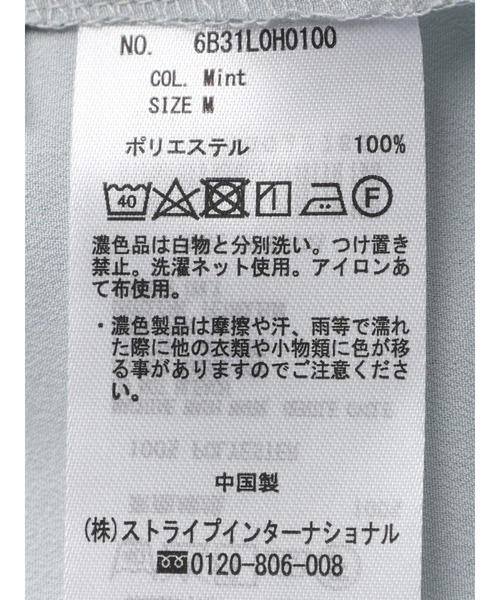 NO. 6B31L0H0100
COL. Mint
SIZE M
ポリエステル 100%
40 F
濃色品は白物と分別洗い。つけ置き
禁止。洗濯ネット使用。アイロンあ
て布使用。
・濃色製品は摩擦や汗、雨等で濡れ
た際に他の衣類や小物類に色が移
る事がありますのでご注意くださ
い。
100% POLYESTER
100%
中国製
(株)ストライプインターナショナル
0120-806-008